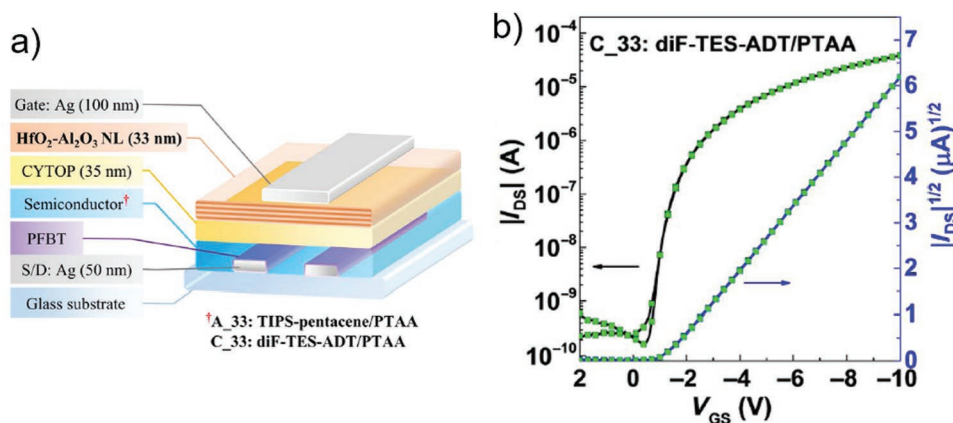 a)
Gate: Ag (100 nm)
HfO₂-Al₂O₃ NL (33 nm)
CYTOP (35 nm)
Semiconductor†
PFBT
S/D: Ag (50 nm)
Glass substrate
†A_33: TIPS-pentacene/PTAA
C_33: diF-TES-ADT/PTAA
b)
C_33: diF-TES-ADT/PTAA
|I_DS| (A)
10⁻⁴
10⁻⁵
10⁻⁶
10⁻⁷
10⁻⁸
10⁻⁹
10⁻¹⁰
2 0 −2 −4 −6 −8 −10
V_GS (V)
7
6
5
4
3
2
1
0
|I_DS|^1/2 (μA)^1/2